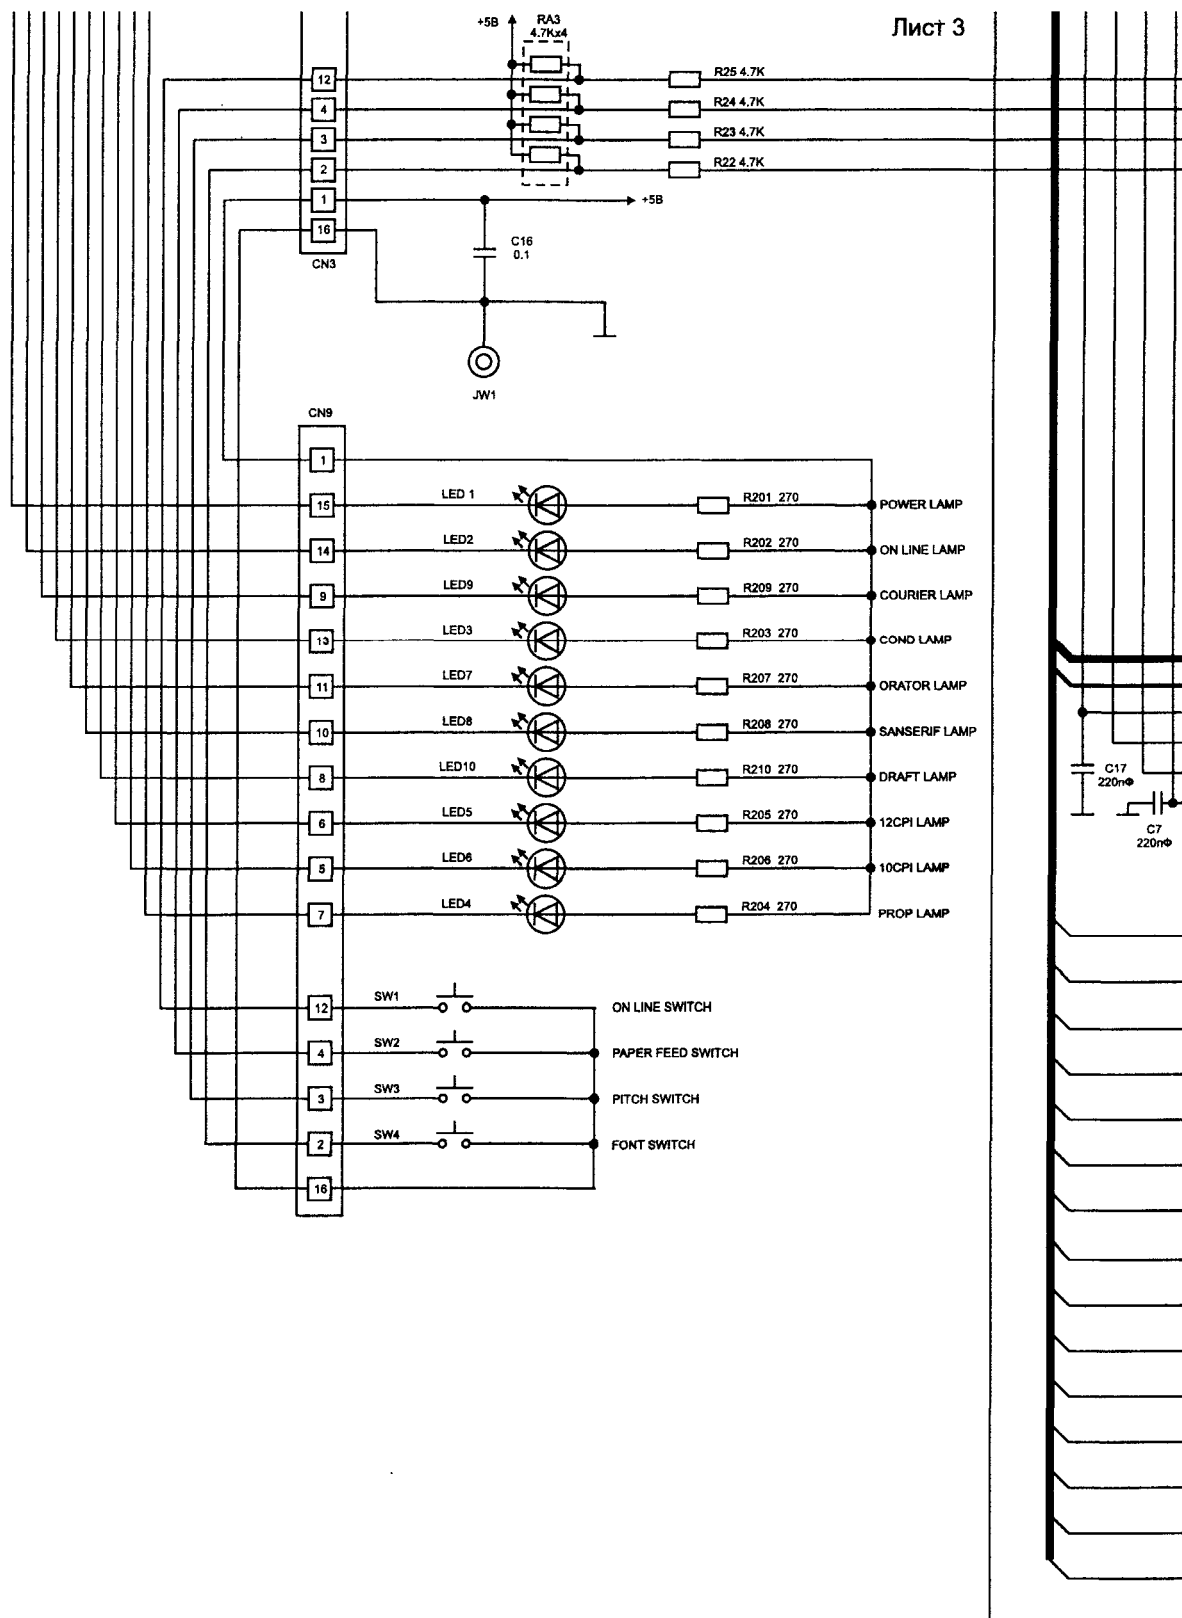 Лист 3
+5В
RA3
4.7Kx4
12
R25 4.7K
4
R24 4.7K
3
R23 4.7K
2
R22 4.7K
1
+5В
16
CN3
C16
0.1
JW1
CN9
1
15
LED 1
R201 270
POWER LAMP
14
LED2
R202 270
ON LINE LAMP
9
LED9
R209 270
COURIER LAMP
13
LED3
R203 270
COND LAMP
11
LED7
R207 270
ORATOR LAMP
10
LED8
R208 270
SANSERIF LAMP
8
LED10
R210 270
DRAFT LAMP
6
LED5
R205 270
12CPI LAMP
5
LED6
R206 270
10CPI LAMP
7
LED4
R204 270
PROP LAMP
C17
220пФ
C7
220пФ
12
SW1
ON LINE SWITCH
4
SW2
PAPER FEED SWITCH
3
SW3
PITCH SWITCH
2
SW4
FONT SWITCH
16